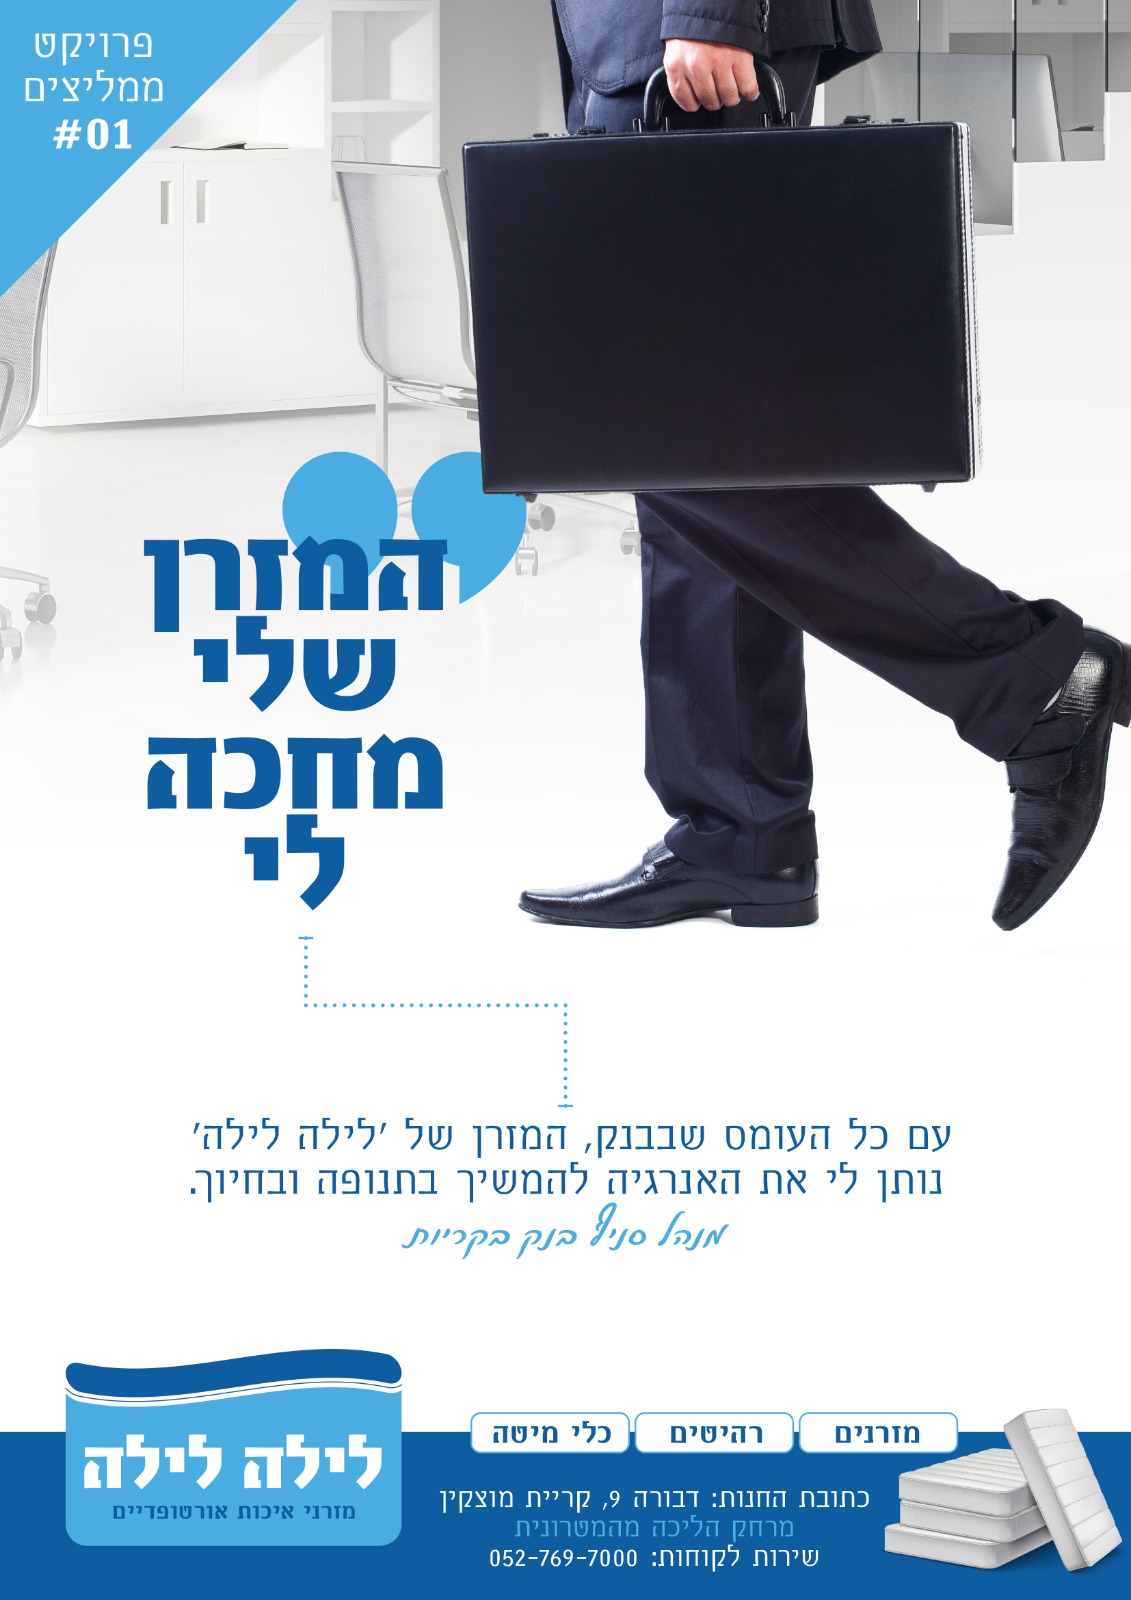 פרויקט
ממליצים
#01
המזרן
שלי
מחכה
לי
עם כל העומס שבבנק, המזרן של 'לילה לילה'
נותן לי את האנרגיה להמשיך בתנופה ובחיוך.
מנהל סניף בנק בקריות
לילה לילה
מזרני איכות אורטופדיים
מזרנים
רהיטים
כלי מיטה
כתובת החנות: דבורה 9, קריית מוצקין
מרחק הליכה מהמטרונית
שירות לקוחות: 052-769-7000